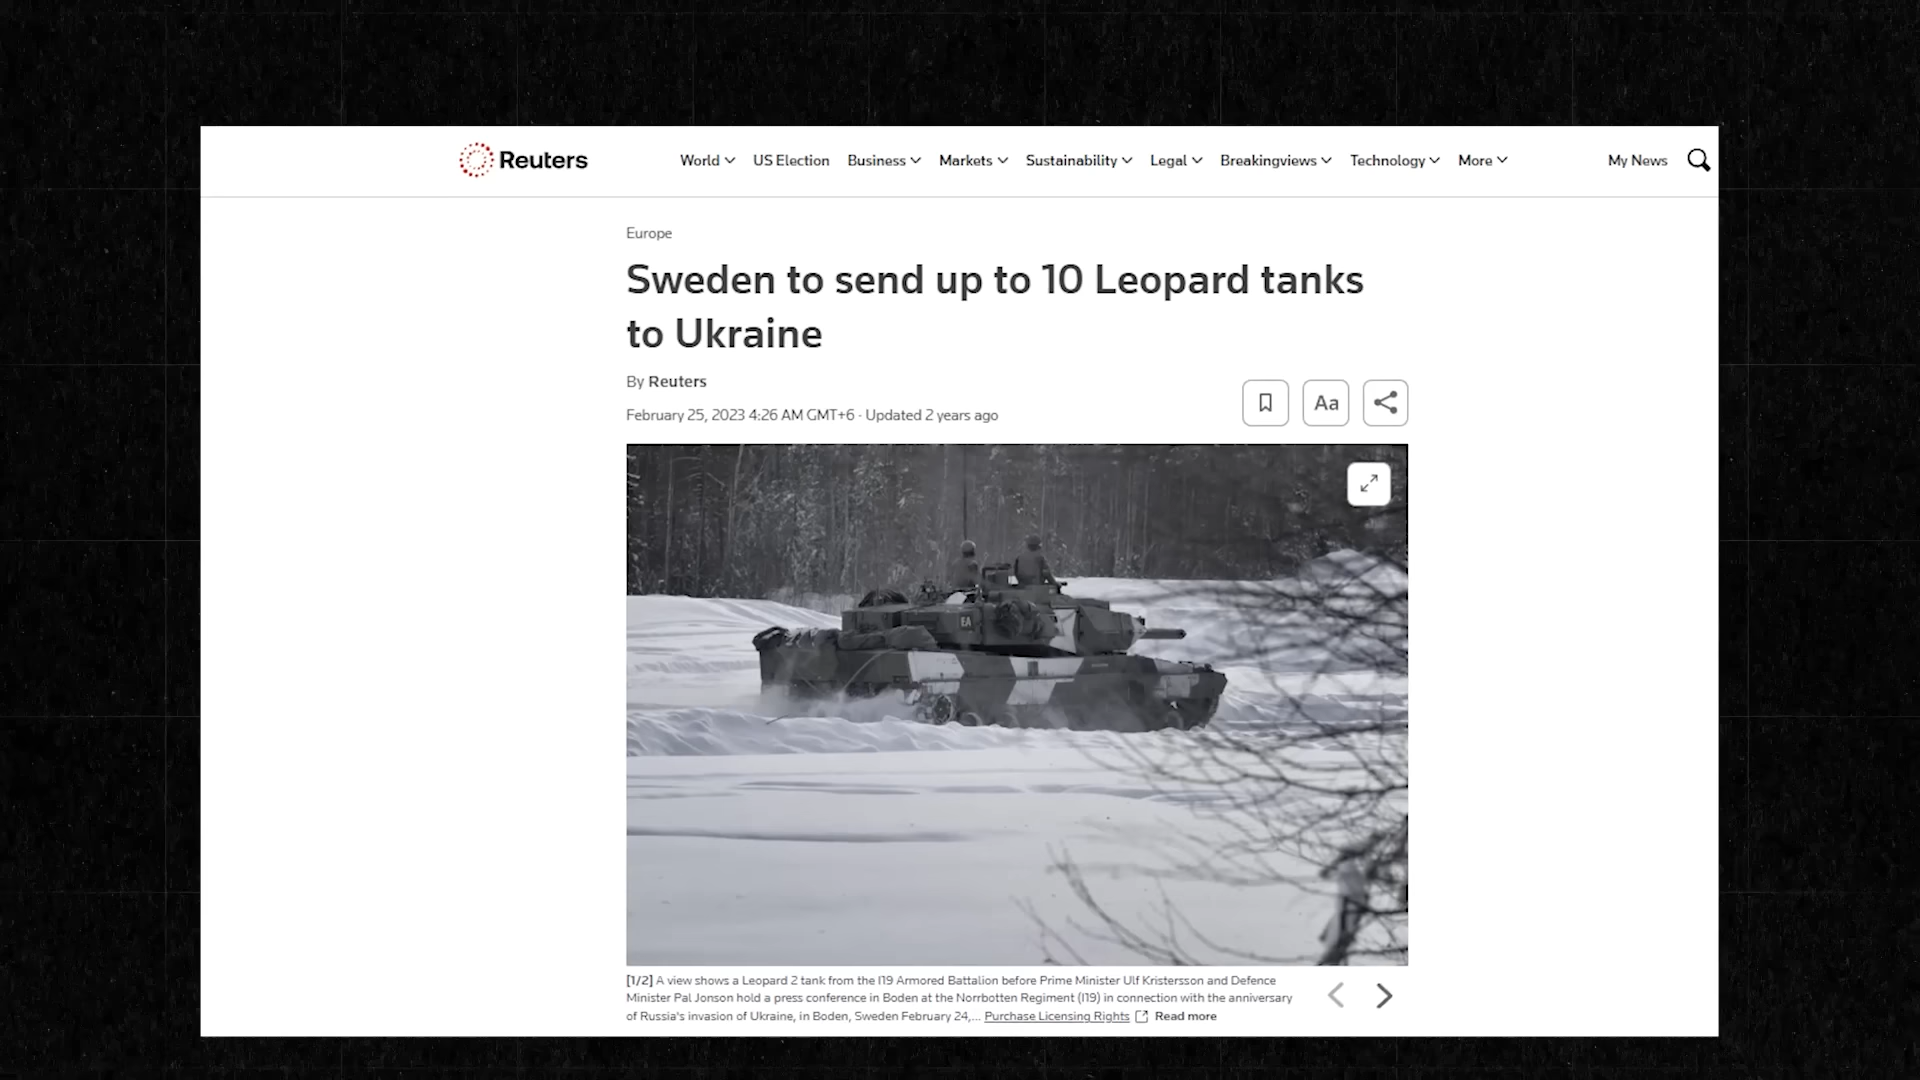 Reuters
World US Election Business Markets Sustainability Legal Breakingviews Technology More My News
Europe
Sweden to send up to 10 Leopard tanks
to Ukraine
By Reuters
February 25, 2023 4:26 AM GMT+6 · Updated 2 years ago
Aa
EA
[1/2] A view shows a Leopard 2 tank from the I19 Armored Battalion before Prime Minister Ulf Kristersson and Defence
Minister Pal Jonson hold a press conference in Boden at the Norrbotten Regiment (I19) in connection with the anniversary
of Russia's invasion of Ukraine, in Boden, Sweden February 24,... Purchase Licensing Rights Read more